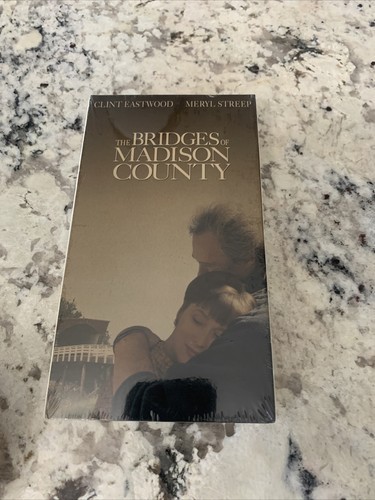 CLINT EASTWOOD MERYL STREEP
THE BRIDGES OF
MADISON
COUNTY